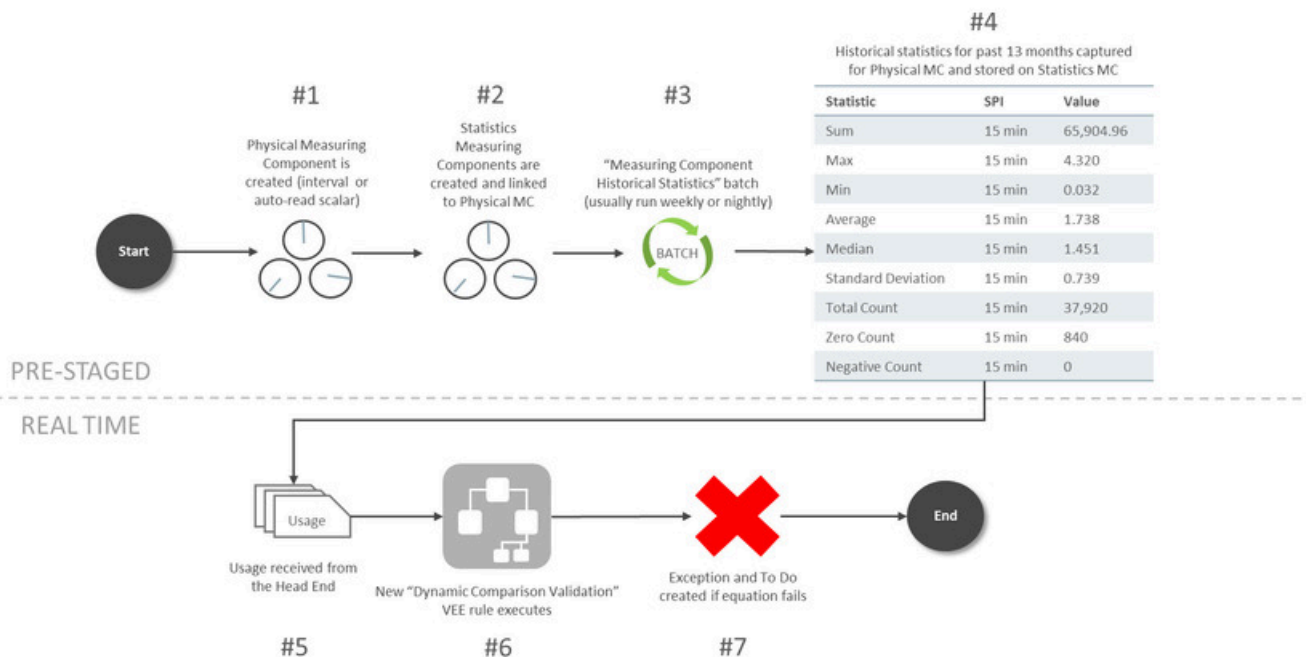 #4
Historical statistics for past 13 months captured
for Physical MC and stored on Statistics MC
Statistic SPI Value
Sum 15 min 65,904.96
Max 15 min 4.320
Min 15 min 0.032
Average 15 min 1.738
Median 15 min 1.451
Standard Deviation 15 min 0.739
Total Count 15 min 37,920
Zero Count 15 min 840
Negative Count 15 min 0
#1
Physical Measuring
Component is
created (interval or
auto-read scalar)
#2
Statistics
Measuring
Components are
created and linked
to Physical MC
#3
“Measuring Component
Historical Statistics” batch
(usually run weekly or nightly)
Start
BATCH
PRE-STAGED
REAL TIME
Usage
Usage received from
the Head End
#5
New “Dynamic Comparison Validation”
VEE rule executes
#6
Exception and To Do
created if equation fails
#7
End